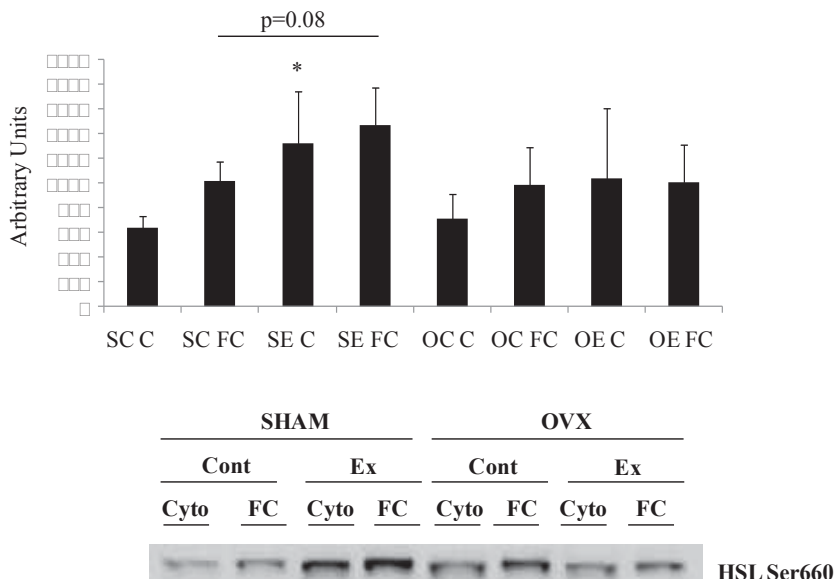 p=0.08
*
Arbitrary Units
SC C SC FC SE C SE FC OC C OC FC OE C OE FC
SHAM OVX
Cont Ex Cont Ex
Cyto FC Cyto FC Cyto FC Cyto FC
HSL Ser660